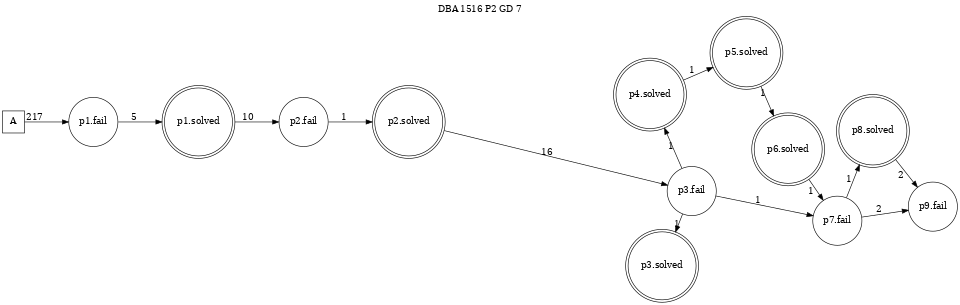 DBA 1516 P2 GD 7
A
217
p1.fail
5
p1.solved
10
p2.fail
1
p2.solved
16
p3.fail
1
p4.solved
1
p5.solved
1
p6.solved
1
p7.fail
1
1
p3.solved
1
p8.solved
2
2
p9.fail